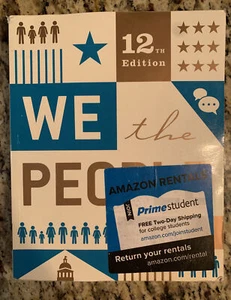 12TH
Edition
WE the
PEOPL
AMAZON RENTAL
Prime student
FREE Two-Day Shipping
for college students
amazon.com/joinstudent
Return your rentals
amazon.com/rental